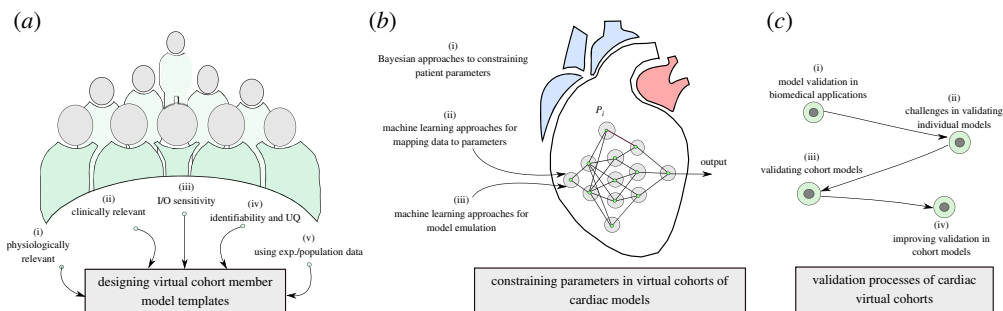 (a)
(i)
physiologically
relevant
(ii)
clinically relevant
(iii)
I/O sensitivity
(iv)
identifiability and UQ
(v)
using exp./population data
designing virtual cohort member
model templates
(b)
(i)
Bayesian approaches to constraining
patient parameters
(ii)
machine learning approaches for
mapping data to parameters
(iii)
machine learning approaches for
model emulation
P_i
output
constraining parameters in virtual cohorts of
cardiac models
(c)
(i)
model validation in
biomedical applications
(ii)
challenges in validating
individual models
(iii)
validating cohort models
(iv)
improving validation in
cohort models
validation processes of cardiac
virtual cohorts